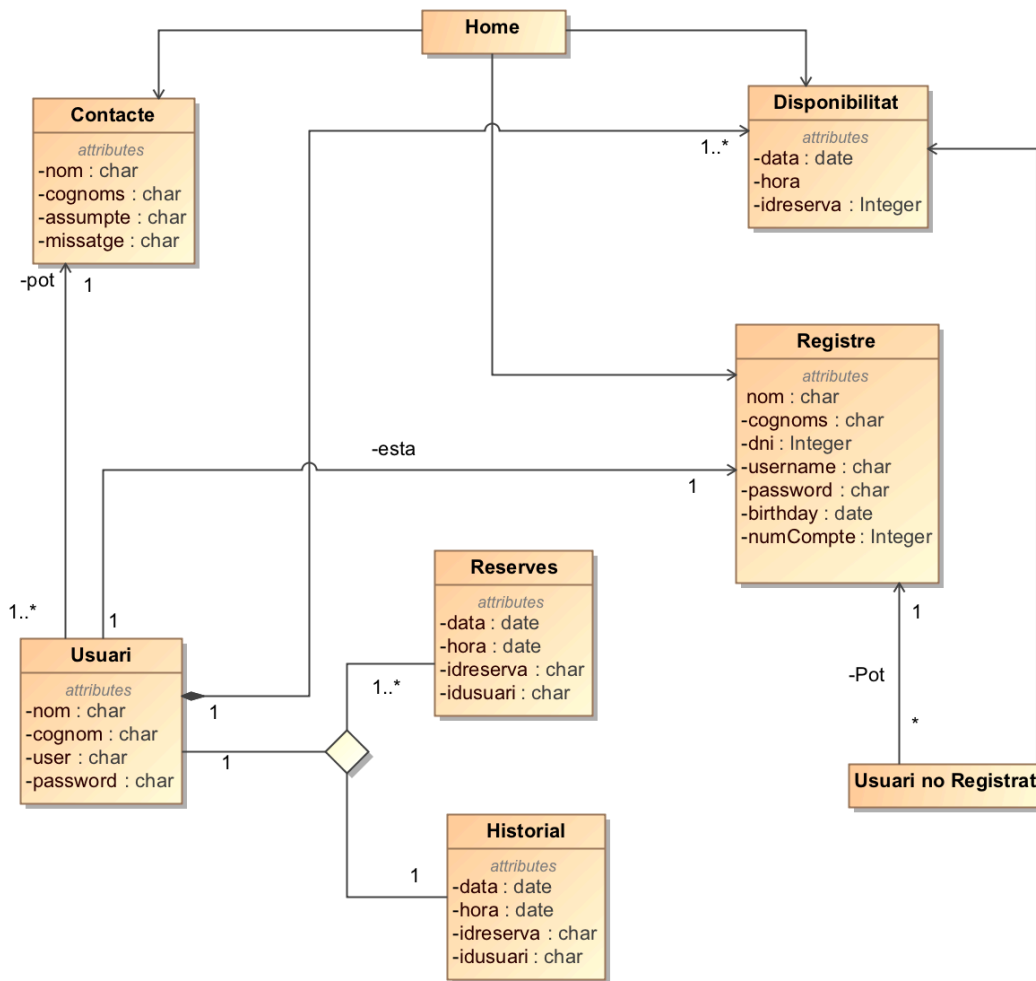 Home
Contacte
attributes
-nom : char
-cognoms : char
-assumpte : char
-missatge : char
Disponibilitat
attributes
-data : date
-hora
-idreserva : Integer
1..*
-pot
1
Registre
attributes
nom : char
-cognoms : char
-dni : Integer
-username : char
-password : char
-birthday : date
-numCompte : Integer
-esta
1
1..*
1
Usuari
attributes
-nom : char
-cognom : char
-user : char
-password : char
1
1
Reserves
attributes
-data : date
-hora : date
-idreserva : char
-idusuari : char
1..*
1
-Pot
*
Usuari no Registrat
Historial
attributes
-data : date
-hora : date
-idreserva : char
-idusuari : char
1